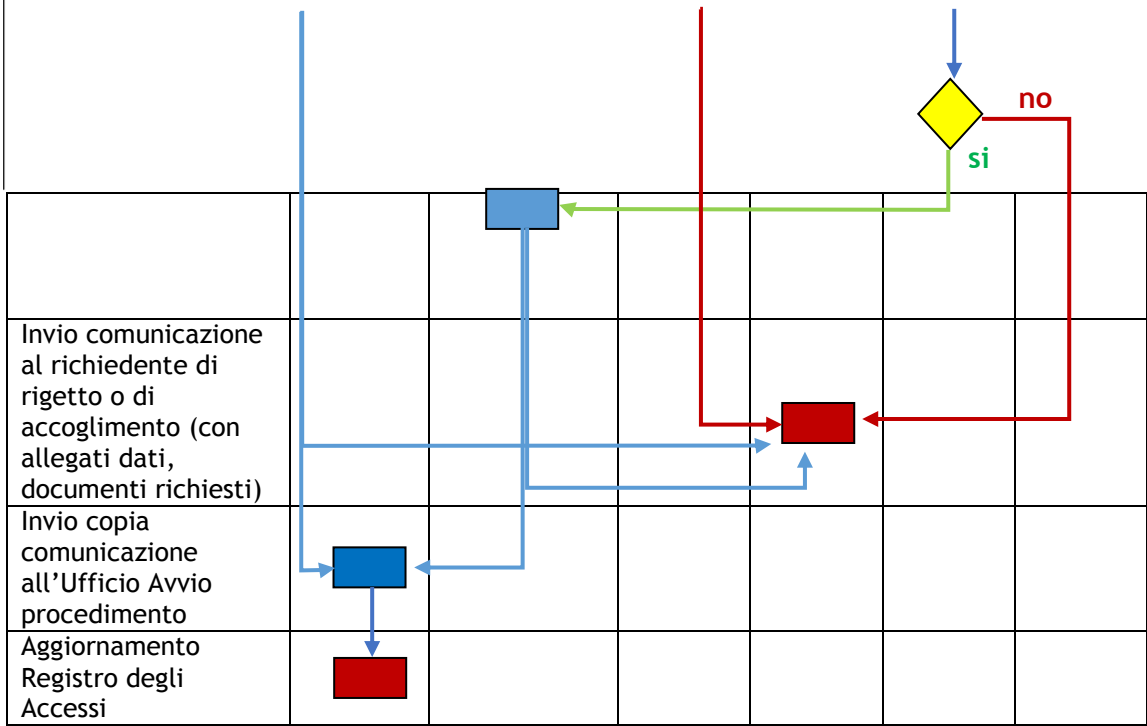 no
si
Invio comunicazione
al richiedente di
rigetto o di
accoglimento (con
allegati dati,
documenti richiesti)
Invio copia
comunicazione
all’Ufficio Avvio
procedimento
Aggiornamento
Registro degli
Accessi